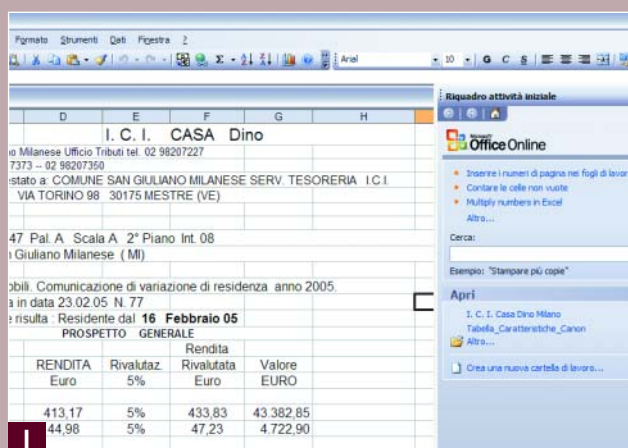 Formato Strumenti Dati Finestra ?
Arial 10 G C S
D E F G H
I. C. I. CASA Dino
Milanese Ufficio Tributi tel. 02 98207227
7373 -- 02 98207350
estato a: COMUNE SAN GIULIANO MILANESE SERV. TESORERIA I.C.I.
VIA TORINO 98 30175 MESTRE (VE)
47 Pal. A Scala A 2° Piano Int. 08
n Giuliano Milanese ( MI)
obili. Comunicazione di variazione di residenza anno 2005.
a in data 23.02.05 N. 77
e risulta : Residente dal 16 Febbraio 05
PROSPETTO GENERALE
Rendita
RENDITA Rivalutaz. Rivalutata Valore
Euro 5% Euro EURO
413,17 5% 433,83 43.382,85
44,98 5% 47,23 4.722,90
I
Riquadro attività iniziale
Microsoft
Office Online
Inserire i numeri di pagina nei fogli di lavor
Contare le celle non vuote
Multiply numbers in Excel
Altro...
Cerca:
Esempio: "Stampare più copie"
Apri
I. C. I. Casa Dino Milano
Tabella_Caratteristiche_Canon
Altro...
Crea una nuova cartella di lavoro...